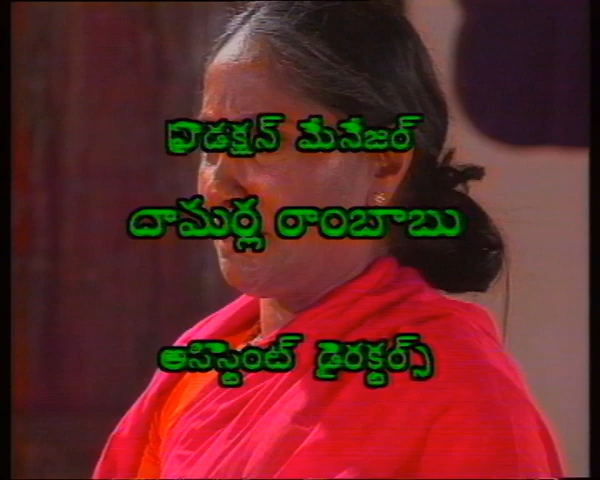 ప్రొడక్షన్ మేనేజర్
దామర్ల రాంబాబు
అసిస్టెంట్ డైరక్టర్స్